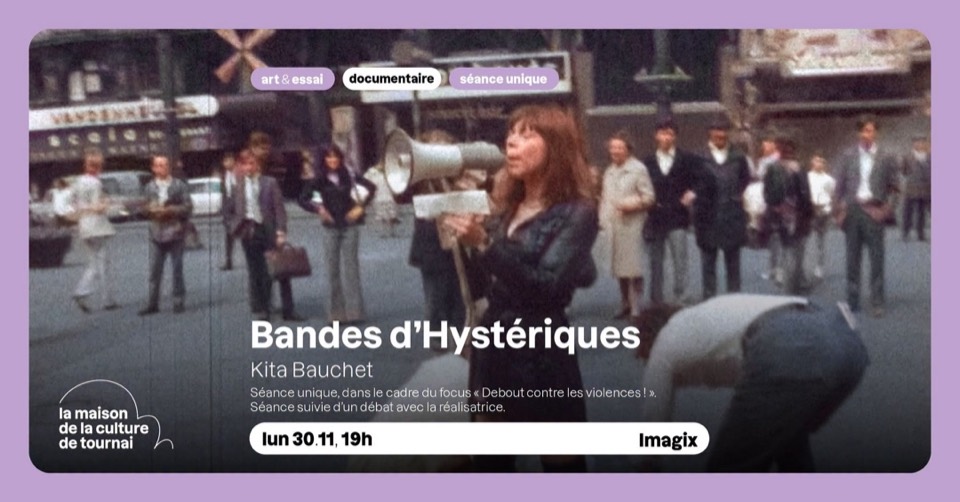 art & essai documentaire séance unique
VANDENHEU
scala
Bandes d'Hystériques
Kita Bauchet
Séance unique, dans le cadre du focus « Debout contre les violences ! ».
Séance suivie d'un débat avec la réalisatrice.
la maison
de la culture
de tournai
lun 30.11, 19h Imagix